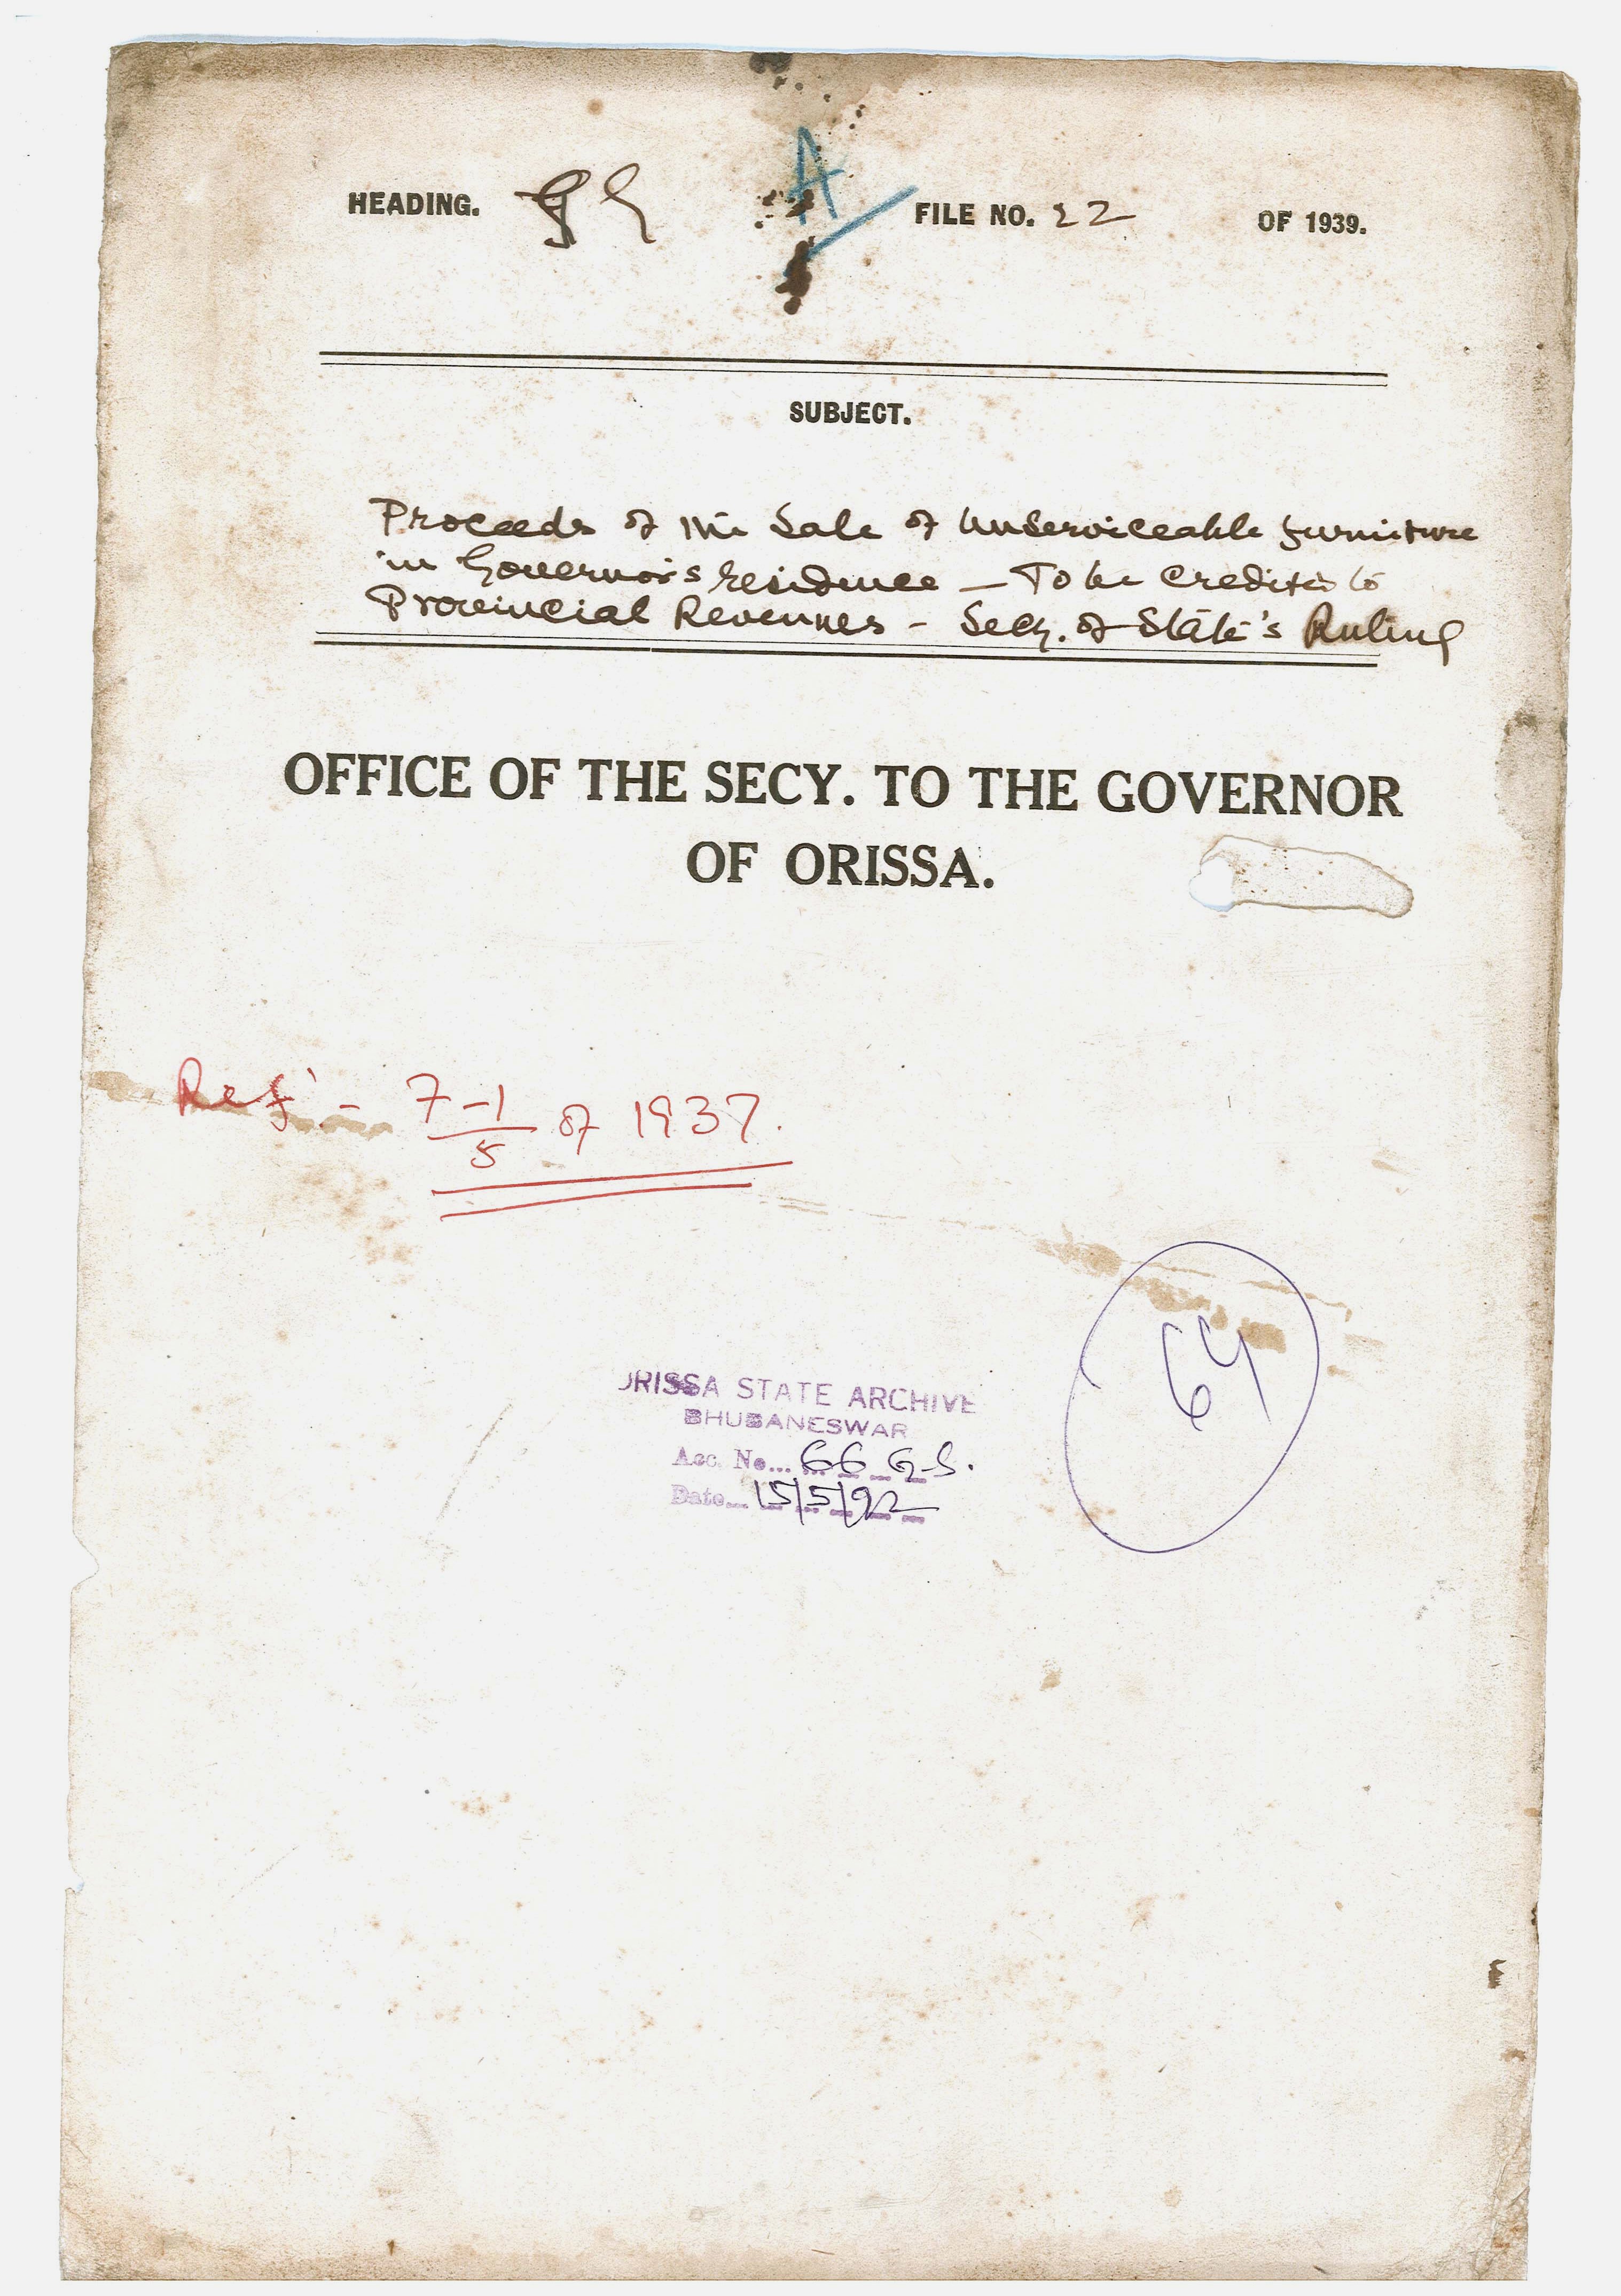 A
HEADING. FILE NO. 22 OF 1939.
SUBJECT.
Proceeds of the Sale of Unserviceable furniture
in Governor's residence - To be Credited to
Provincial Revenues - Secy. of State's Ruling
OFFICE OF THE SECY. TO THE GOVERNOR
OF ORISSA.
Ref - 7-1/5 of 1937.
ORISSA STATE ARCHIVE
BHUBANESWAR
Acc. No... 66 G.S.
Date... 15/5/92
64